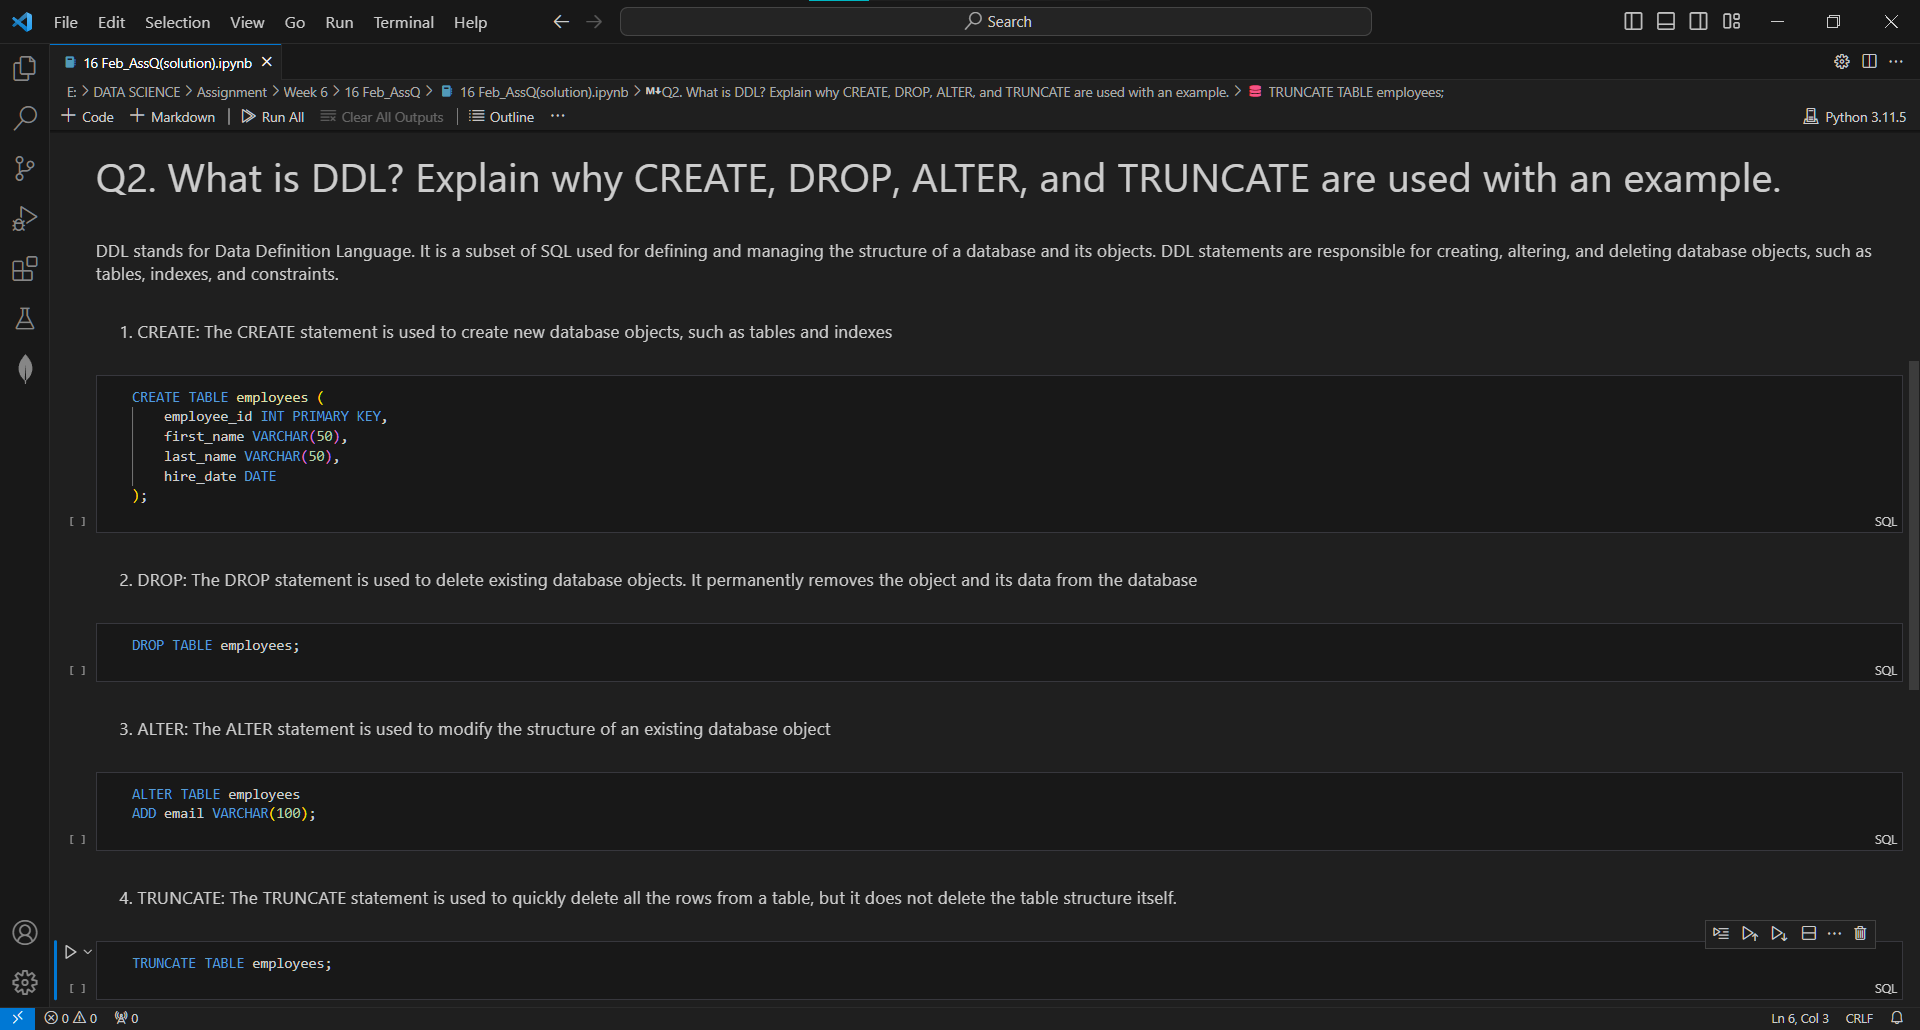 File Edit Selection View Go Run Terminal Help
Search
16 Feb_AssQ(solution).ipynb
E: > DATA SCIENCE > Assignment > Week 6 > 16 Feb_AssQ > 16 Feb_AssQ(solution).ipynb > M↓Q2. What is DDL? Explain why CREATE, DROP, ALTER, and TRUNCATE are used with an example. > TRUNCATE TABLE employees;
+ Code + Markdown | Run All Clear All Outputs | Outline ...
Python 3.11.5
Q2. What is DDL? Explain why CREATE, DROP, ALTER, and TRUNCATE are used with an example.
DDL stands for Data Definition Language. It is a subset of SQL used for defining and managing the structure of a database and its objects. DDL statements are responsible for creating, altering, and deleting database objects, such as
tables, indexes, and constraints.
1. CREATE: The CREATE statement is used to create new database objects, such as tables and indexes
CREATE TABLE employees (
employee_id INT PRIMARY KEY,
first_name VARCHAR(50),
last_name VARCHAR(50),
hire_date DATE
);
[ ]
SQL
2. DROP: The DROP statement is used to delete existing database objects. It permanently removes the object and its data from the database
DROP TABLE employees;
[ ]
SQL
3. ALTER: The ALTER statement is used to modify the structure of an existing database object
ALTER TABLE employees
ADD email VARCHAR(100);
[ ]
SQL
4. TRUNCATE: The TRUNCATE statement is used to quickly delete all the rows from a table, but it does not delete the table structure itself.
TRUNCATE TABLE employees;
[ ]
SQL
0 0 0
Ln 6, Col 3 CRLF